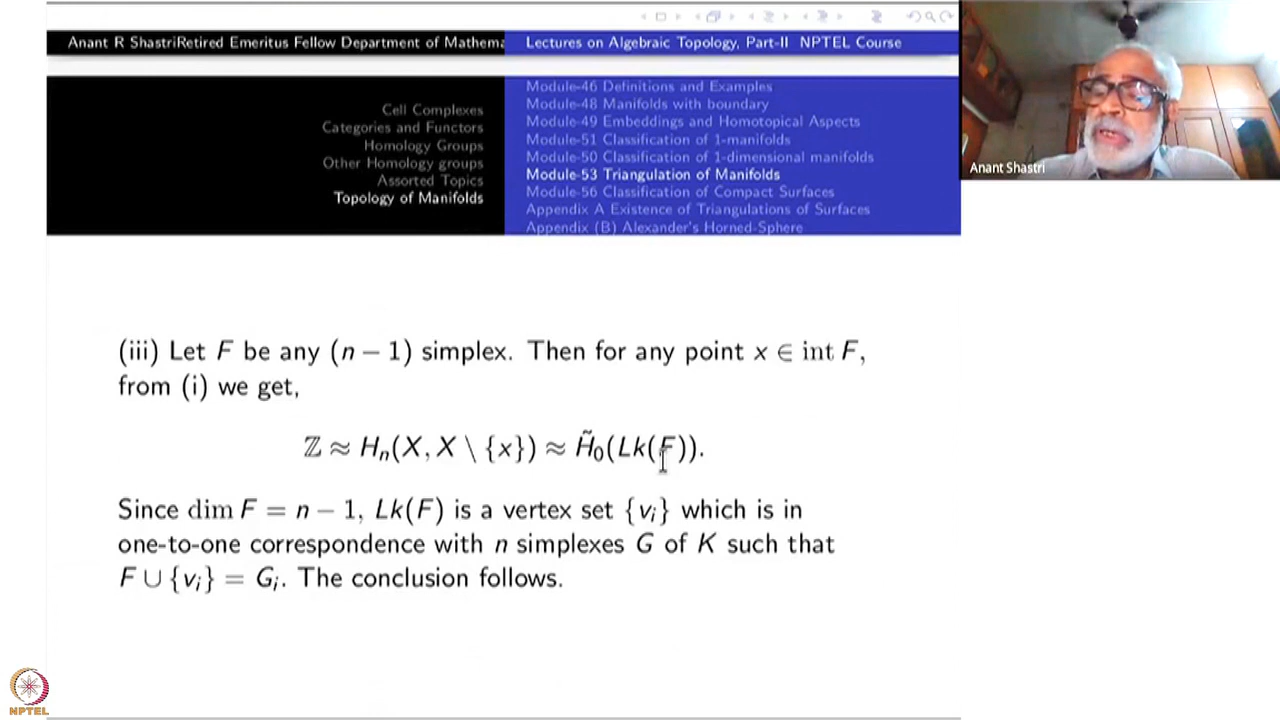 Anant R ShastriRetired Emeritus Fellow Department of Mathema
Lectures on Algebraic Topology, Part-II NPTEL Course
Cell Complexes
Categories and Functors
Homology Groups
Other Homology groups
Assorted Topics
Topology of Manifolds
Module-46 Definitions and Examples
Module-48 Manifolds with boundary
Module-49 Embeddings and Homotopical Aspects
Module-51 Classification of 1-manifolds
Module-50 Classification of 1-dimensional manifolds
Module-53 Triangulation of Manifolds
Module-56 Classification of Compact Surfaces
Appendix A Existence of Triangulations of Surfaces
Appendix (B) Alexander's Horned-Sphere
Anant Shastri
(iii) Let F be any (n − 1) simplex. Then for any point x ∈ int F,
from (i) we get,
ℤ ≈ Hₙ(X, X \ {x}) ≈ H̃₀(Lk(F)).
Since dim F = n − 1, Lk(F) is a vertex set {vᵢ} which is in
one-to-one correspondence with n simplexes G of K such that
F ∪ {vᵢ} = Gᵢ. The conclusion follows.
NPTEL